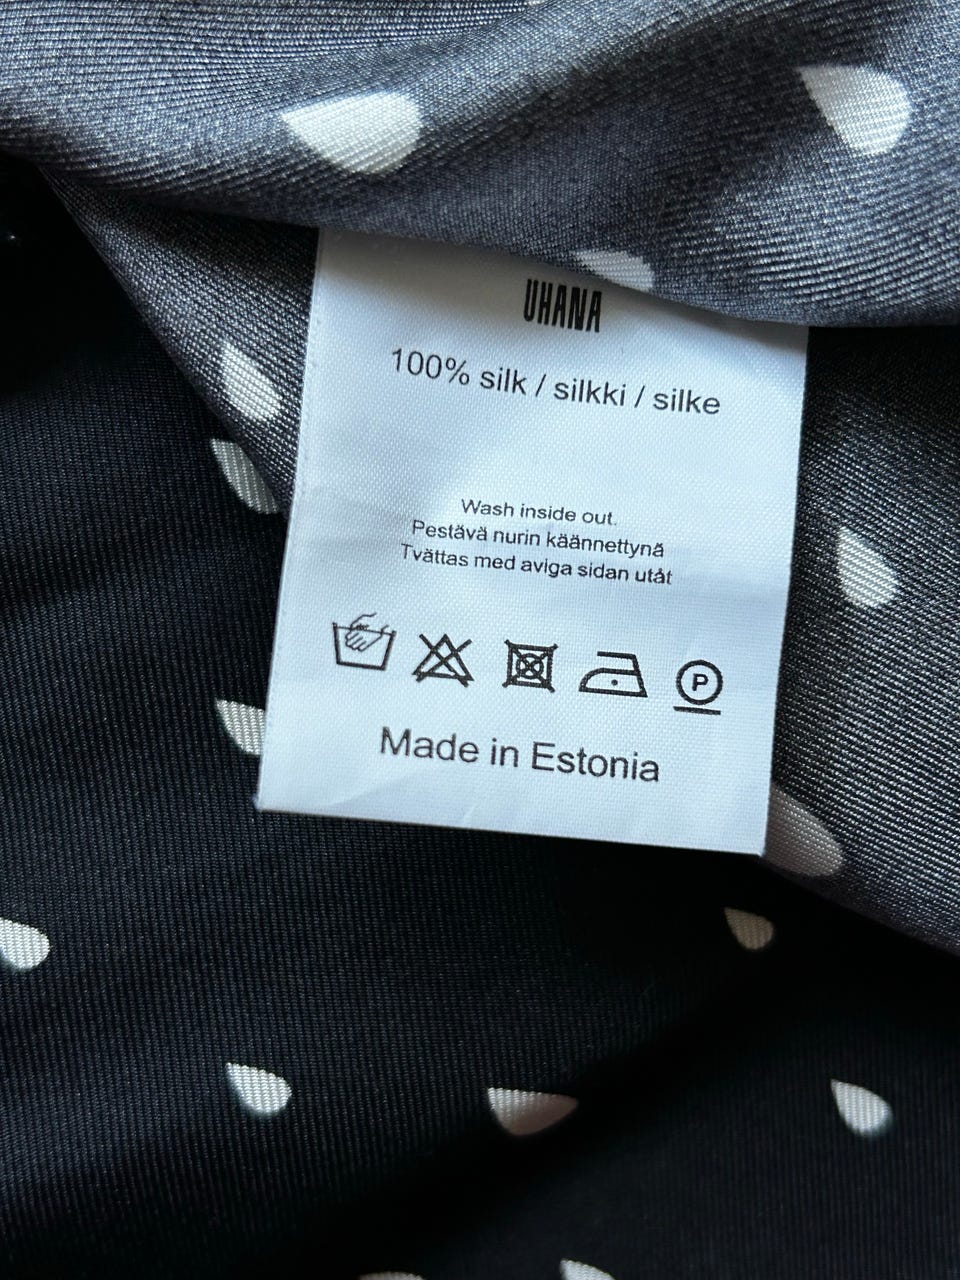 UHANA
100% silk / silkki / silke
Wash inside out.
Pestävä nurin käännettynä
Tvättas med aviga sidan utåt
P
Made in Estonia